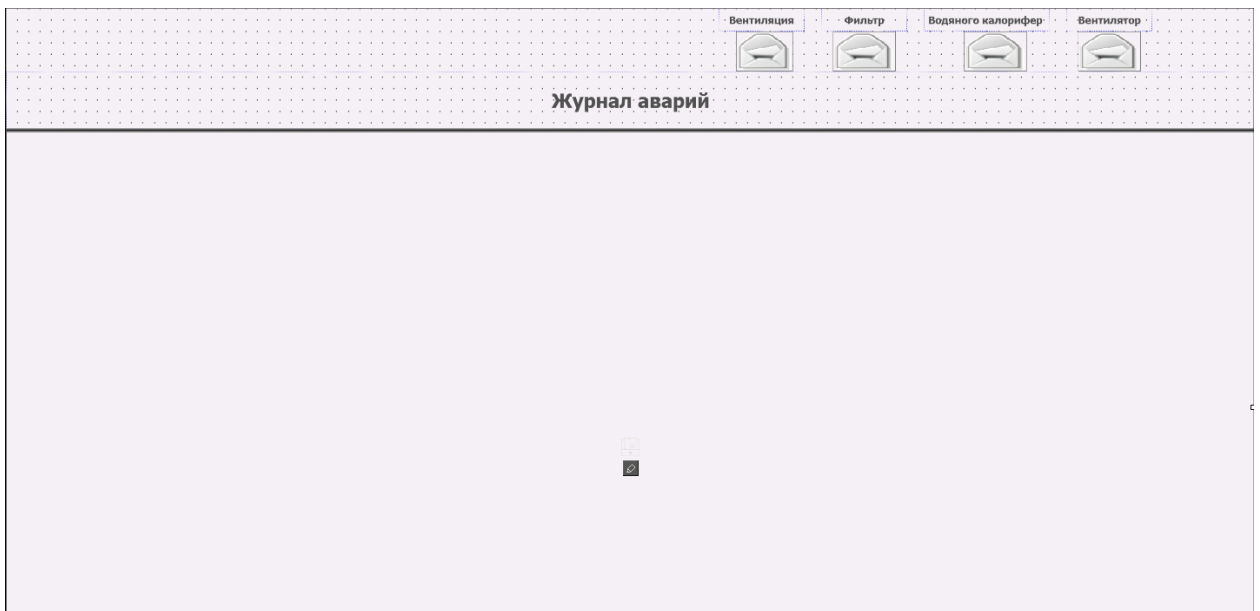 Вентиляция
Фильтр
Водяного калорифер
Вентилятор
Журнал аварий